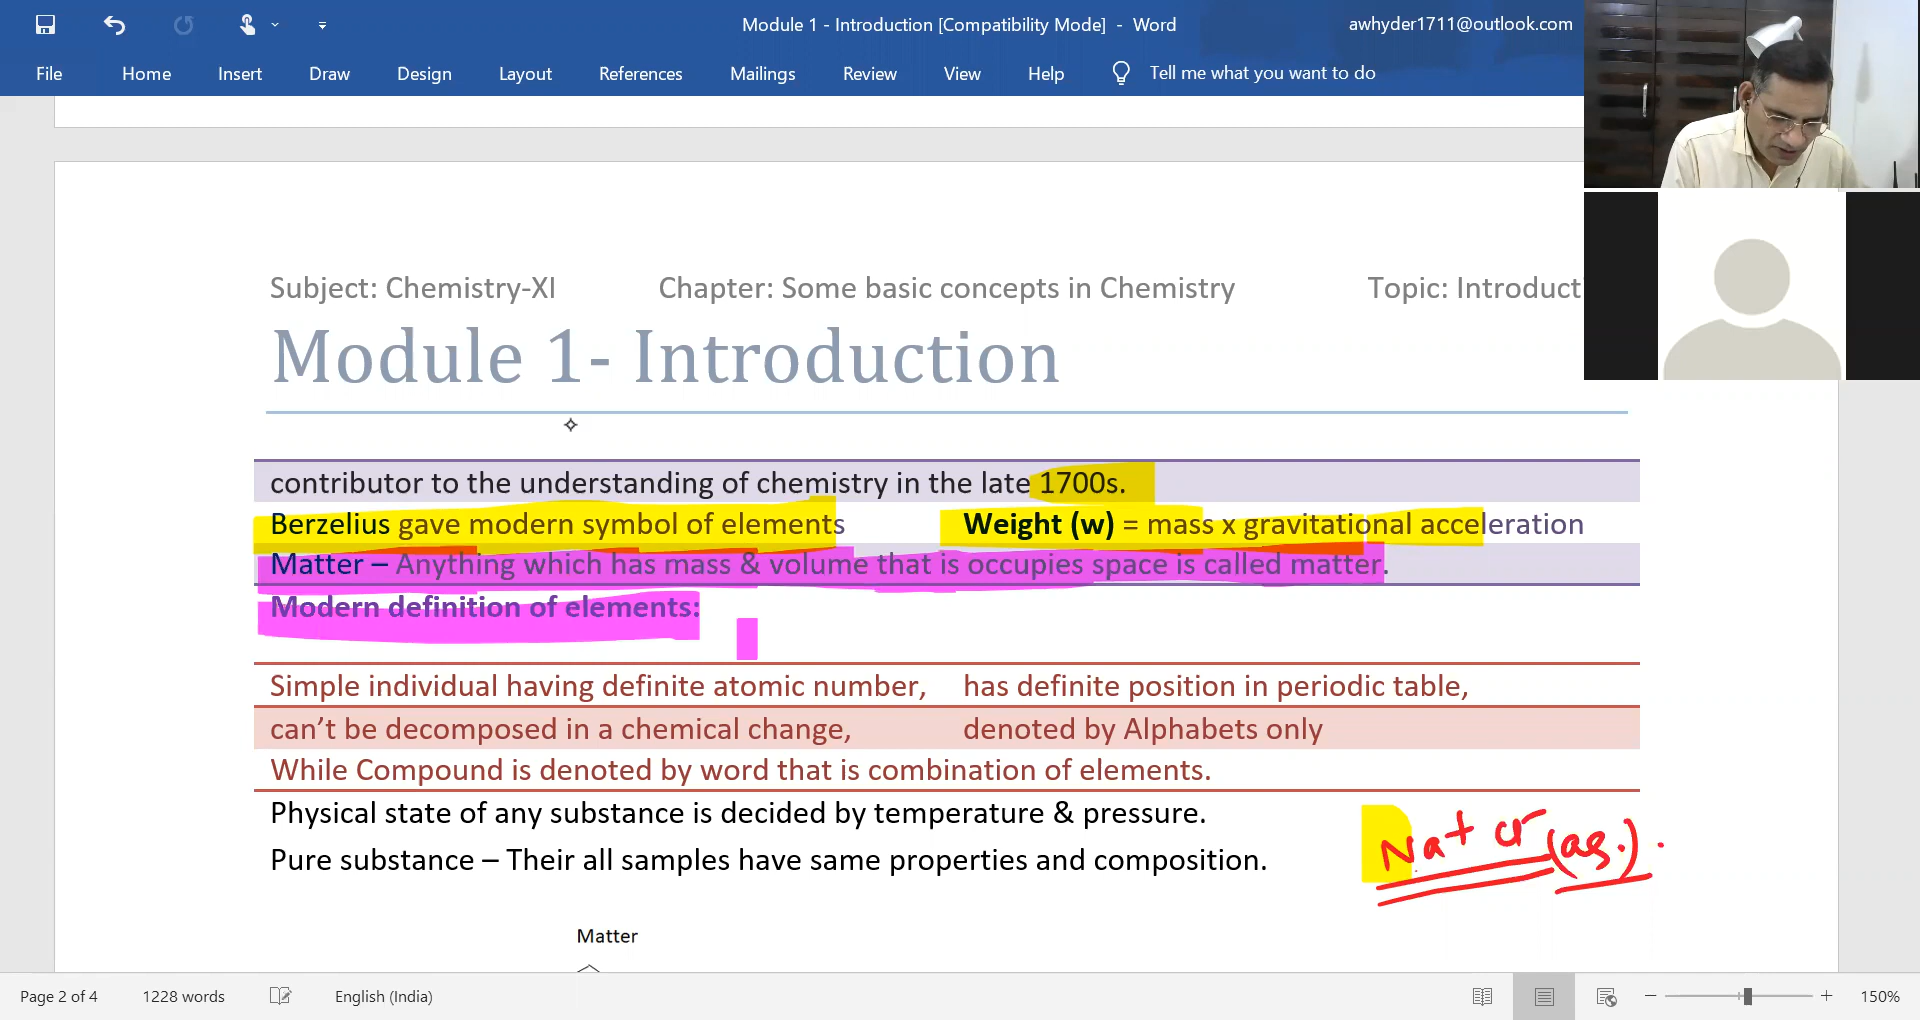 Module 1 - Introduction [Compatibility Mode] - Word
awhyder1711@outlook.com
File Home Insert Draw Design Layout References Mailings Review View Help Tell me what you want to do
Subject: Chemistry-XI Chapter: Some basic concepts in Chemistry Topic: Introducti
Module 1- Introduction
contributor to the understanding of chemistry in the late 1700s.
Berzelius gave modern symbol of elements Weight (w) = mass x gravitational acceleration
Matter – Anything which has mass & volume that is occupies space is called matter.
Modern definition of elements:
Simple individual having definite atomic number, has definite position in periodic table,
can’t be decomposed in a chemical change, denoted by Alphabets only
While Compound is denoted by word that is combination of elements.
Physical state of any substance is decided by temperature & pressure.
Na+ Cl- (aq.).
Pure substance – Their all samples have same properties and composition.
Matter
Page 2 of 4 1228 words English (India) 150%